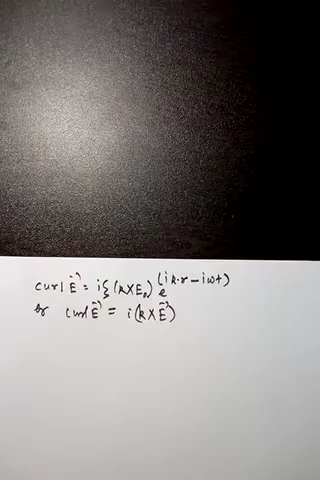 curl E⃗ = i{(k×E₀) e^(ik·r−iωt)
or curl E⃗ = i(k×E⃗)